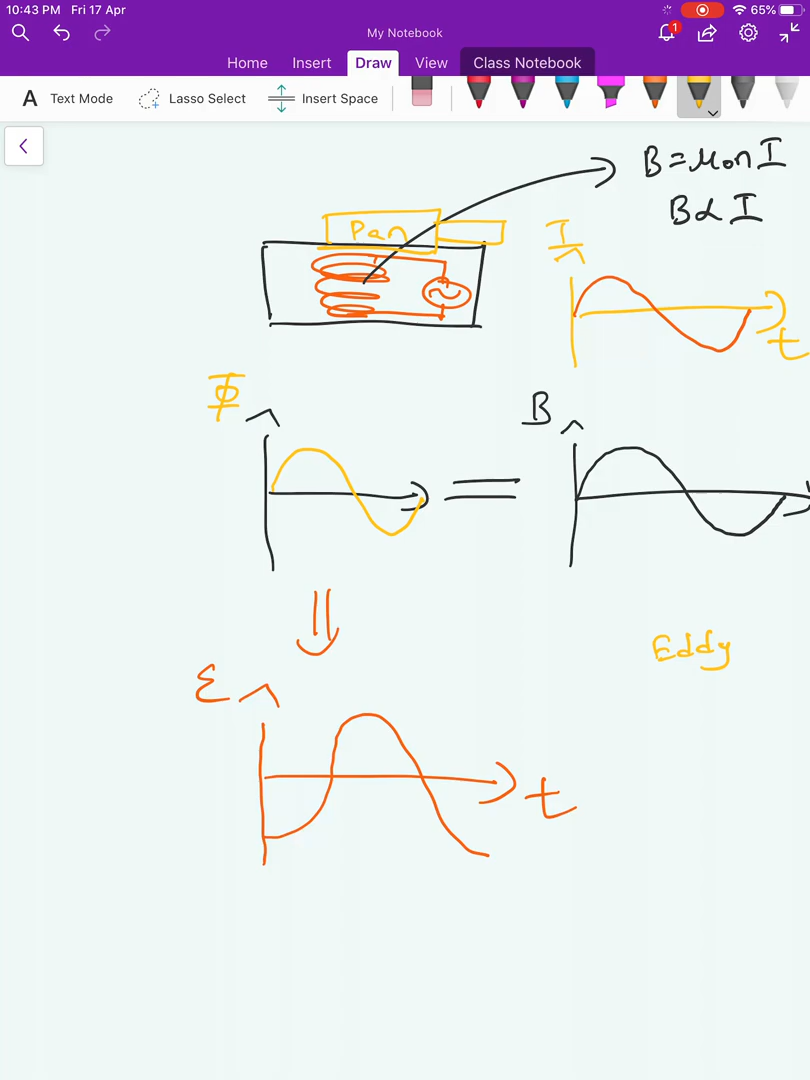 10:43 PM Fri 17 Apr
65%
My Notebook
1
Home Insert Draw View Class Notebook
A Text Mode Lasso Select Insert Space
B = μ₀nI
B ∝ I
Pan
I
t
Φ
B
Eddy
ε
t